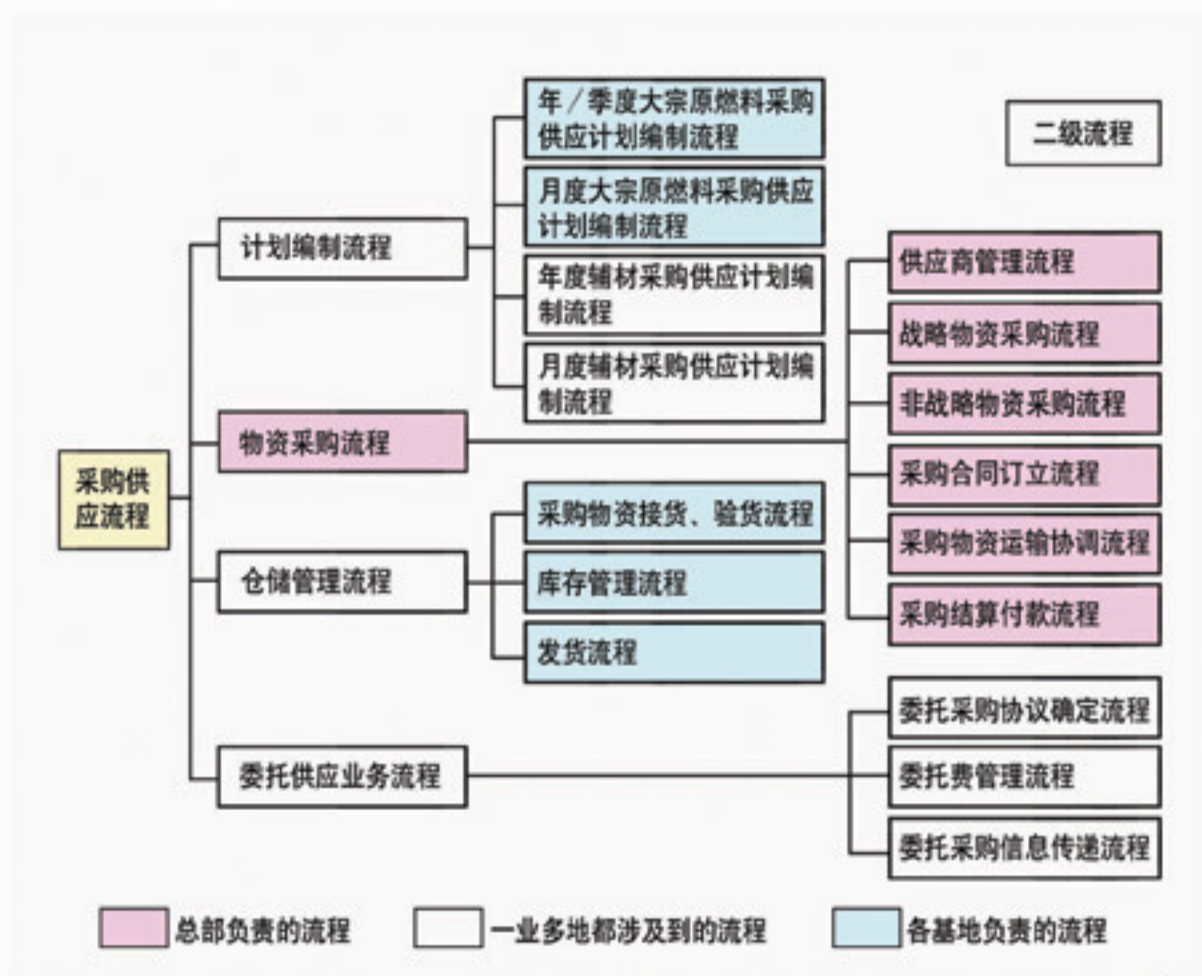 年／季度大宗原燃料采购
供应计划编制流程
二级流程
月度大宗原燃料采购供应
计划编制流程
计划编制流程
年度辅材采购供应计划编
制流程
月度辅材采购供应计划编
制流程
供应商管理流程
战略物资采购流程
非战略物资采购流程
物资采购流程
采购合同订立流程
采购供
应流程
采购物资接货、验货流程
采购物资运输协调流程
仓储管理流程
库存管理流程
采购结算付款流程
发货流程
委托采购协议确定流程
委托供应业务流程
委托费管理流程
委托采购信息传递流程
总部负责的流程
一业多地都涉及到的流程
各基地负责的流程